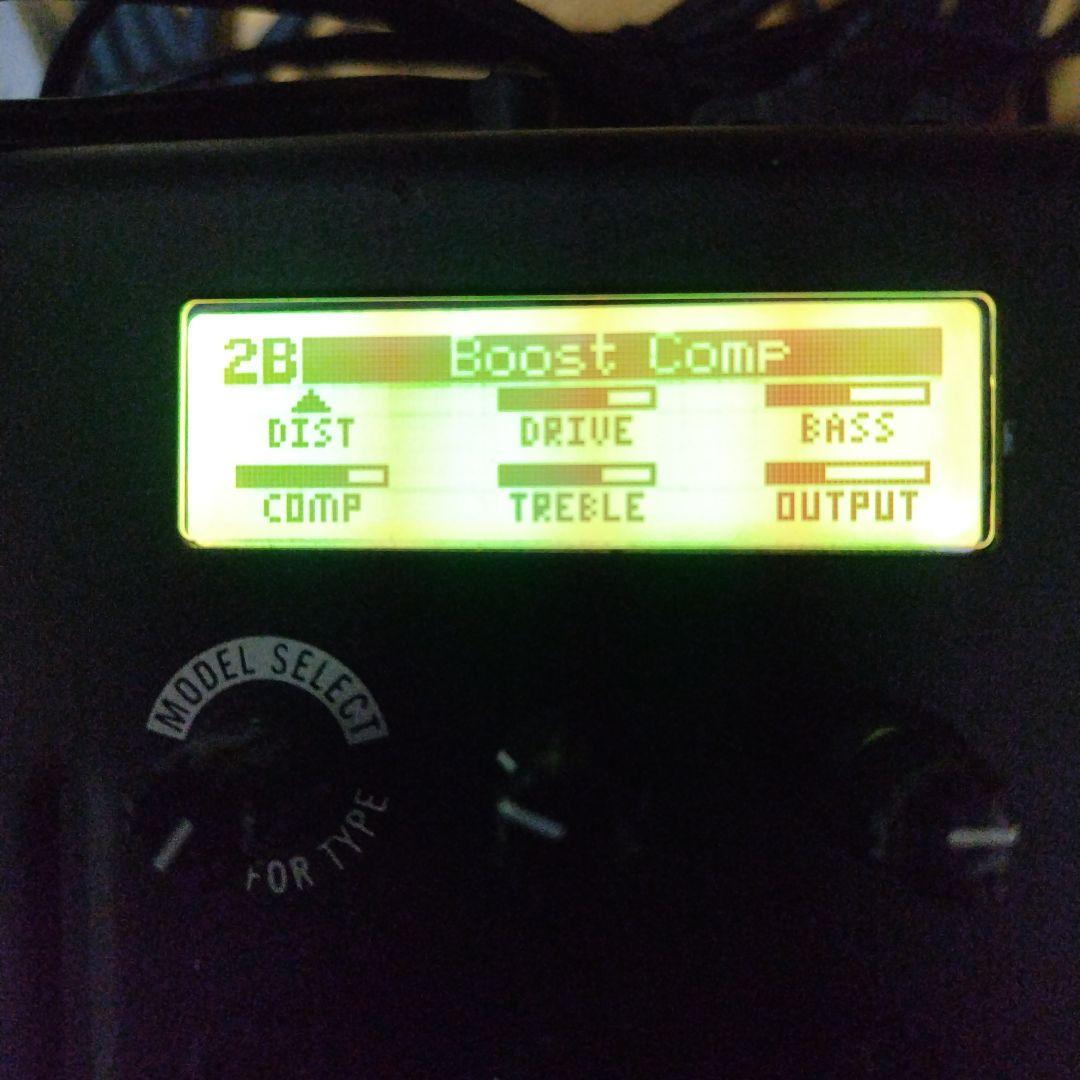 2B Boost Comp
DIST DRIVE BASS
COMP TREBLE OUTPUT
MODEL SELECT
FOR TYPE